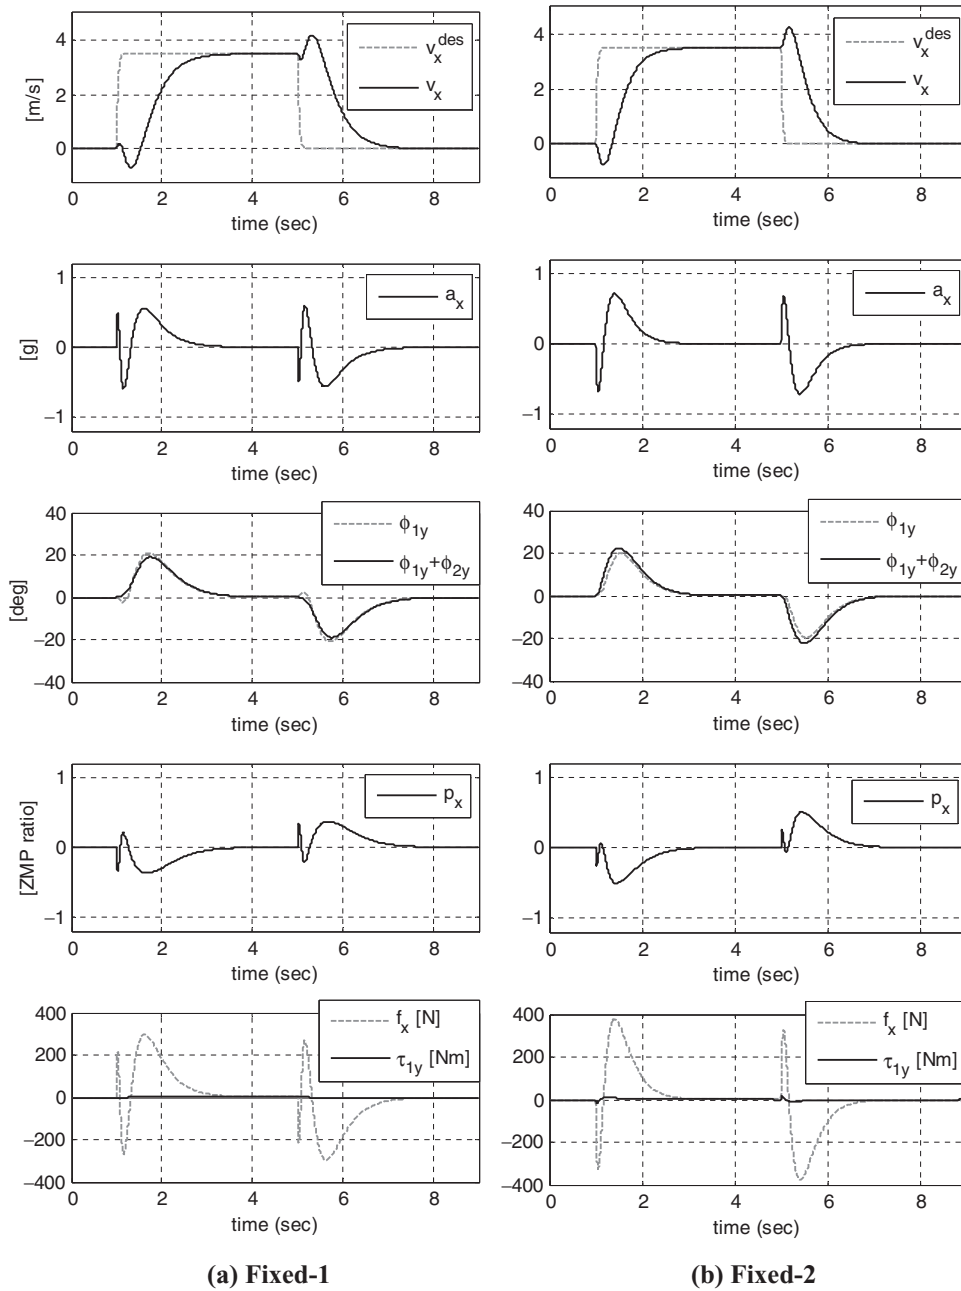 4
2
0
[m/s]
v_x^des
v_x
0 2 4 6 8
time (sec)
4
2
0
v_x^des
v_x
0 2 4 6 8
time (sec)
1
0
−1
[g]
a_x
0 2 4 6 8
time (sec)
1
0
−1
a_x
0 2 4 6 8
time (sec)
40
20
0
−20
−40
[deg]
ϕ_1y
ϕ_1y+ϕ_2y
0 2 4 6 8
time (sec)
40
20
0
−20
−40
ϕ_1y
ϕ_1y+ϕ_2y
0 2 4 6 8
time (sec)
1
0
−1
[ZMP ratio]
p_x
0 2 4 6 8
time (sec)
1
0
−1
p_x
0 2 4 6 8
time (sec)
400
200
0
−200
−400
f_x [N]
τ_1y [Nm]
0 2 4 6 8
time (sec)
400
200
0
−200
−400
f_x [N]
τ_1y [Nm]
0 2 4 6 8
time (sec)
(a) Fixed-1
(b) Fixed-2